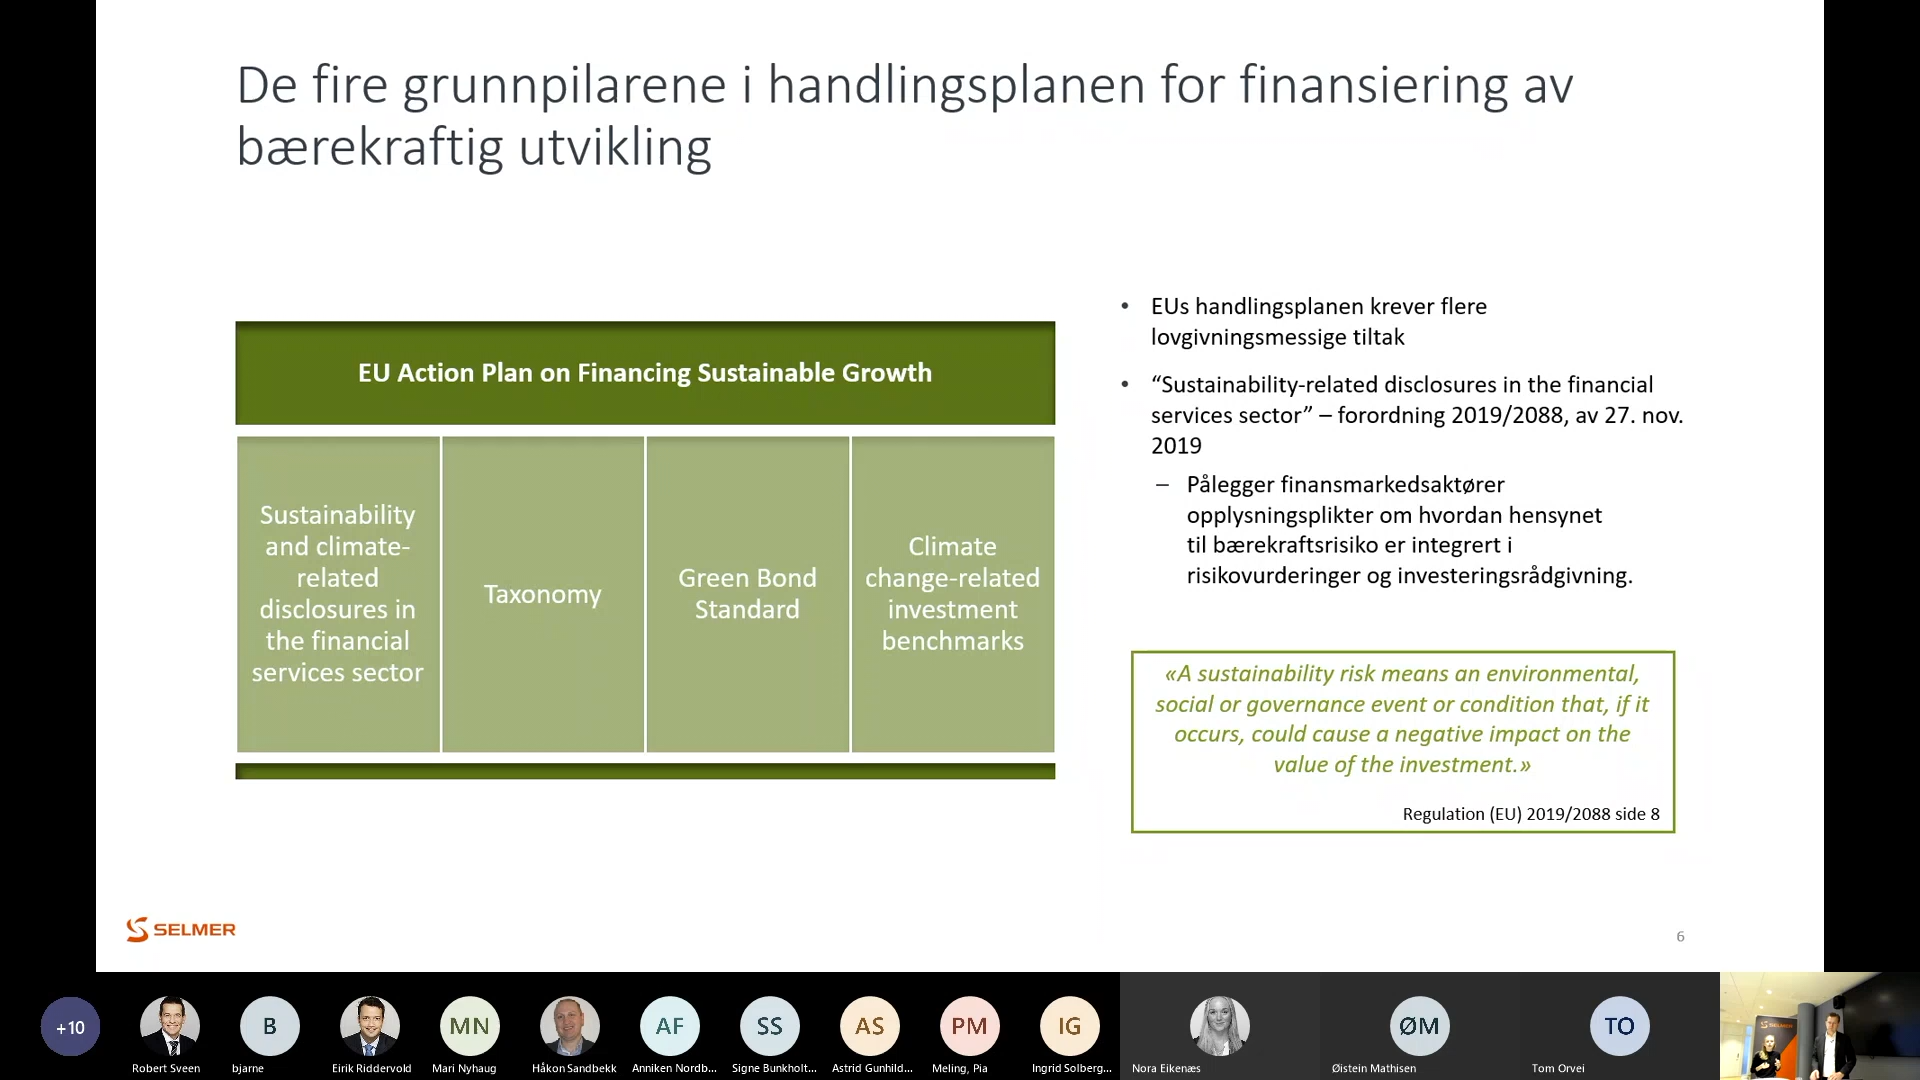 De fire grunnpilarene i handlingsplanen for finansiering av
bærekraftig utvikling
EU Action Plan on Financing Sustainable Growth
Sustainability
and climate-
related
disclosures in
the financial
services sector
Taxonomy
Green Bond
Standard
Climate
change-related
investment
benchmarks
• EUs handlingsplanen krever flere
lovgivningsmessige tiltak
• “Sustainability-related disclosures in the financial
services sector” – forordning 2019/2088, av 27. nov.
2019
– Pålegger finansmarkedsaktører
opplysningsplikter om hvordan hensynet
til bærekraftsrisiko er integrert i
risikovurderinger og investeringsrådgivning.
«A sustainability risk means an environmental,
social or governance event or condition that, if it
occurs, could cause a negative impact on the
value of the investment.»
Regulation (EU) 2019/2088 side 8
SELMER
6
+10
B
MN
AF
SS
AS
PM
IG
ØM
TO
SELMER
Robert Sveen
bjarne
Eirik Riddervold
Mari Nyhaug
Håkon Sandbekk
Anniken Nordb...
Signe Bunkholt...
Astrid Gunhild...
Meling, Pia
Ingrid Solberg...
Nora Eikenæs
Øistein Mathisen
Tom Orvei